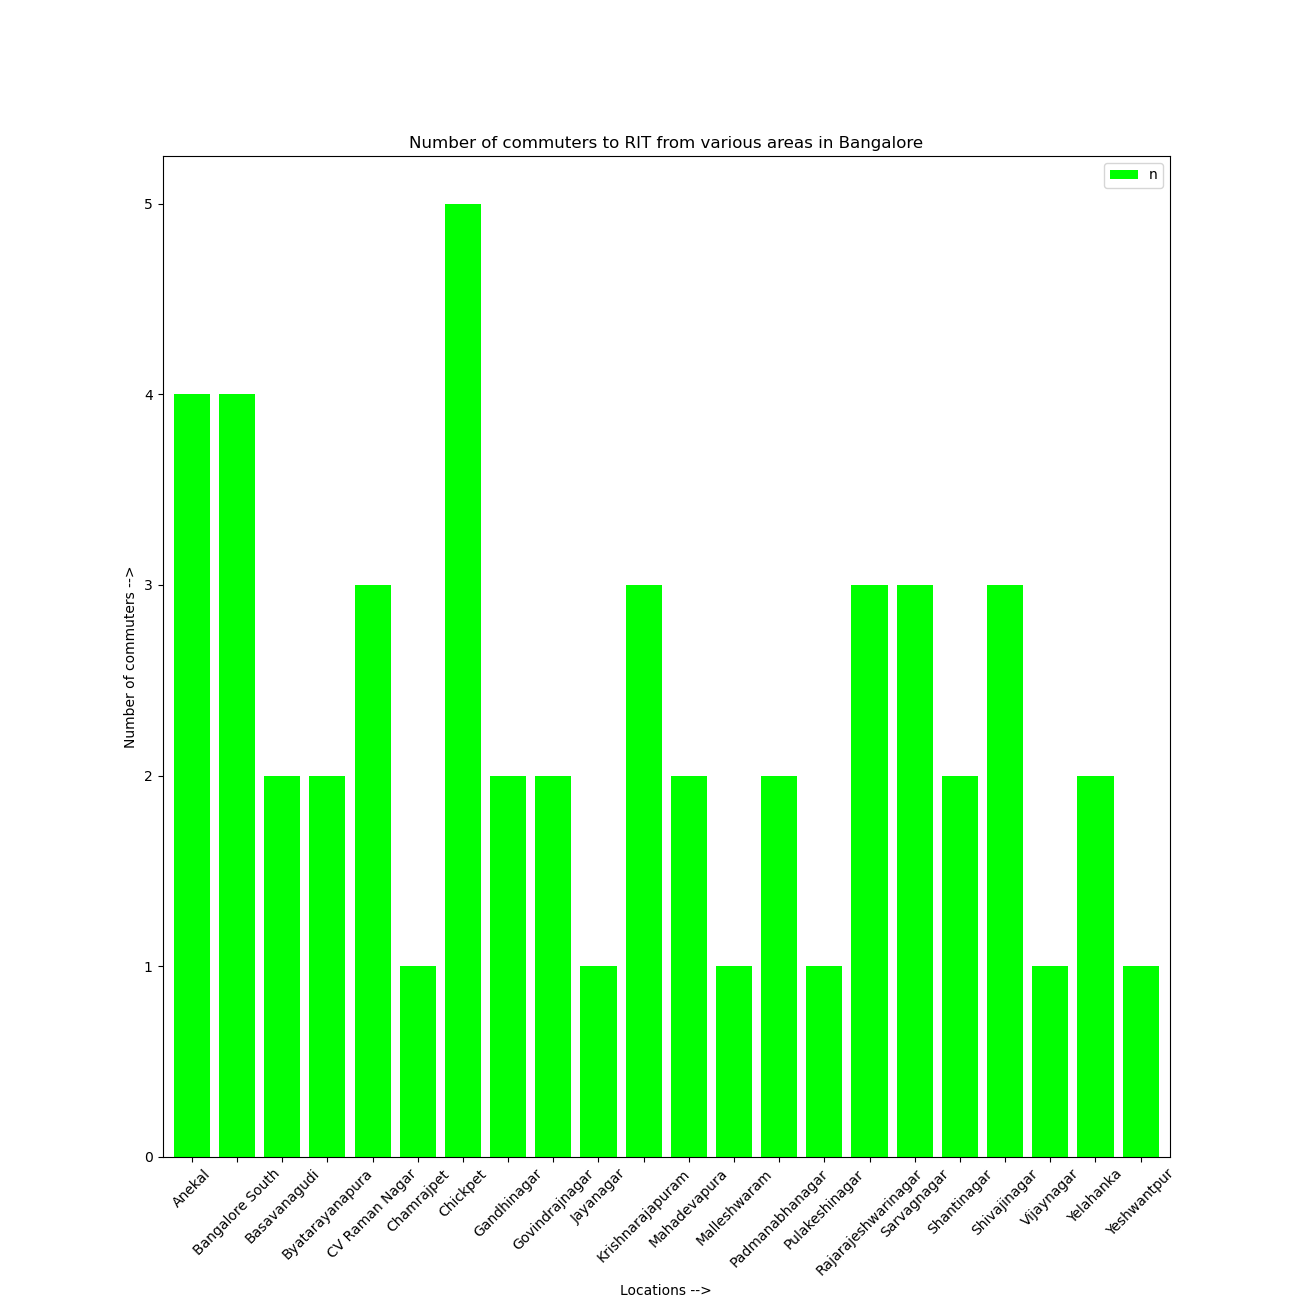 Number of commuters to RIT from various areas in Bangalore
n
5
4
3
2
1
0
Number of commuters -->
Anekal
Bangalore South
Basavanagudi
Byatarayanapura
CV Raman Nagar
Chamrajpet
Chickpet
Gandhinagar
Govindrajnagar
Jayanagar
Krishnarajapuram
Mahadevapura
Malleshwaram
Padmanabhanagar
Pulakeshinagar
Rajarajeshwarinagar
Sarvagnagar
Shantinagar
Shivajinagar
Vijaynagar
Yelahanka
Yeshwantpur
Locations -->